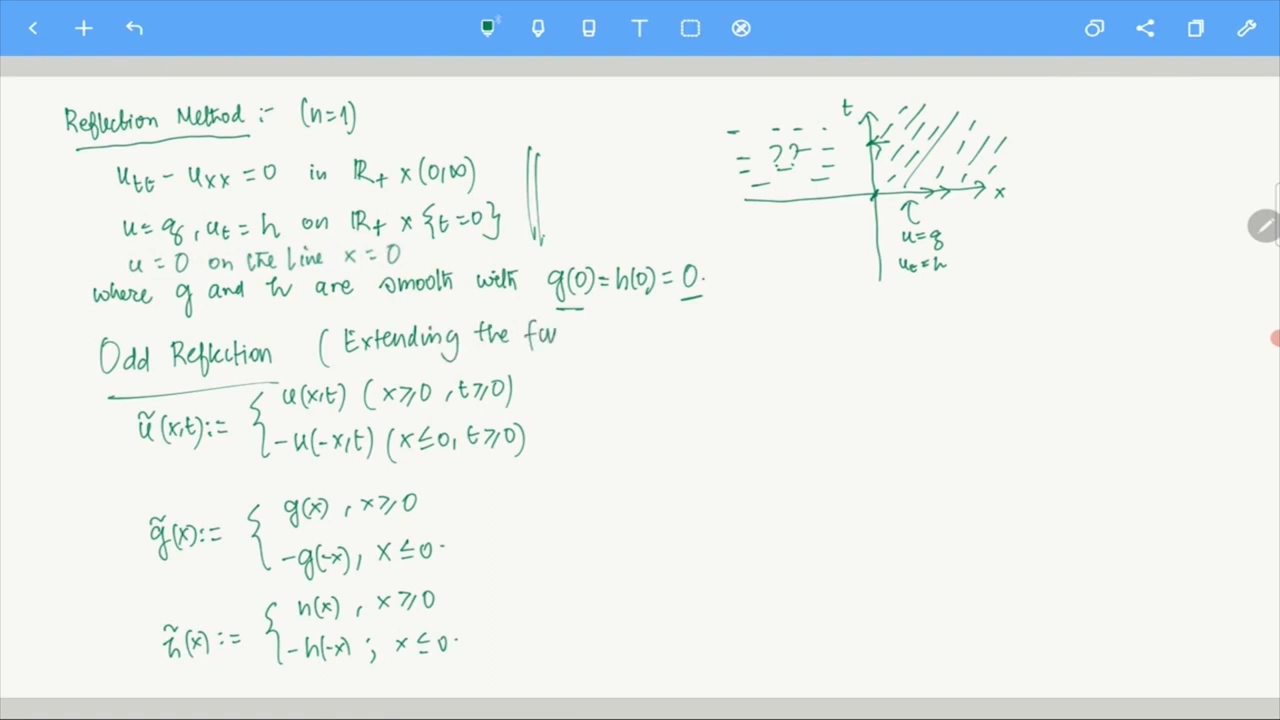 Reflection Method :- (n=1)
u_tt - u_xx = 0 in ℝ₊ × (0,∞)
u = g, u_t = h on ℝ₊ × {t=0}
u = 0 on the line x = 0
where g and h are smooth with g(0) = h(0) = 0.
Odd Reflection ( Extending the fu
ũ(x,t) := { u(x,t) (x ≥ 0, t ≥ 0)
-u(-x,t) (x ≤ 0, t ≥ 0)
g̃(x) := { g(x), x ≥ 0
-g(-x), x ≤ 0.
h̃(x) := { h(x), x ≥ 0
-h(-x) ; x ≤ 0.
t
??
x
u = g
u_t = h
T